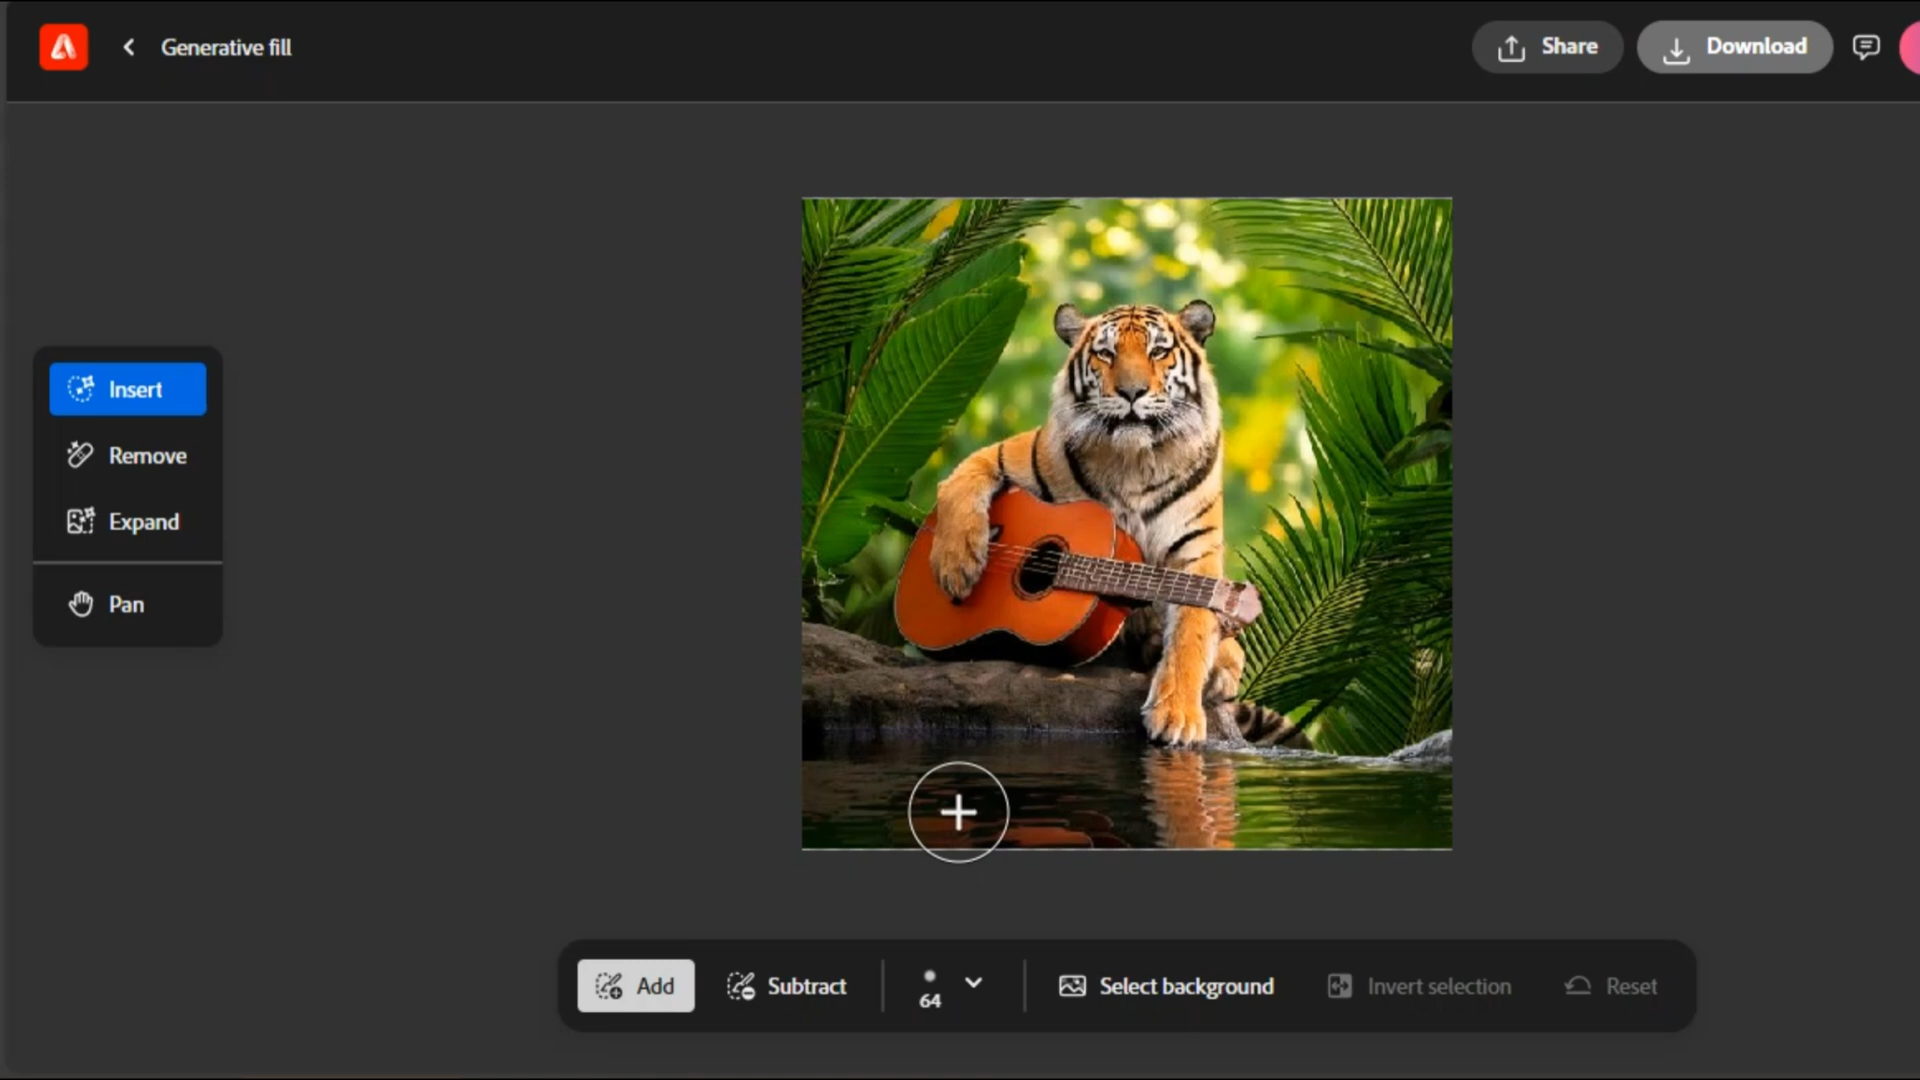 Generative fill
Share
Download
Insert
Remove
Expand
Pan
Add
Subtract
64
Select background
Invert selection
Reset